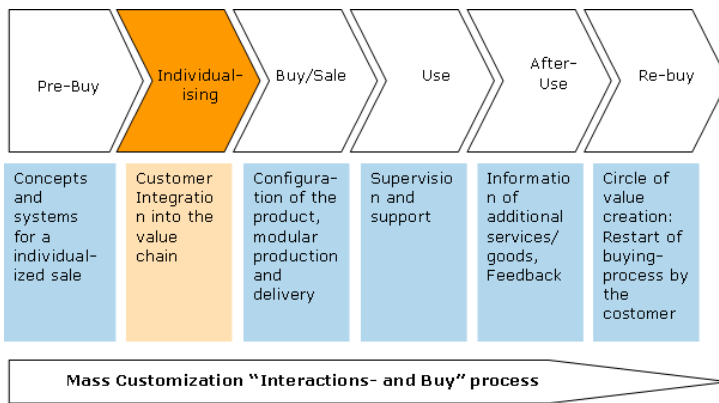 Pre-Buy
Individual-
ising
Buy/Sale
Use
After-
Use
Re-buy
Concepts
and
systems
for a
individual-
ized sale
Customer
Integratio
n into the
value
chain
Configura-
tion of the
product,
modular
production
and
delivery
Supervisio
n and
support
Informatio
n of
additional
services/
goods,
Feedback
Circle of
value
creation:
Restart of
buying-
process by
the
costomer
Mass Customization “Interactions- and Buy” process